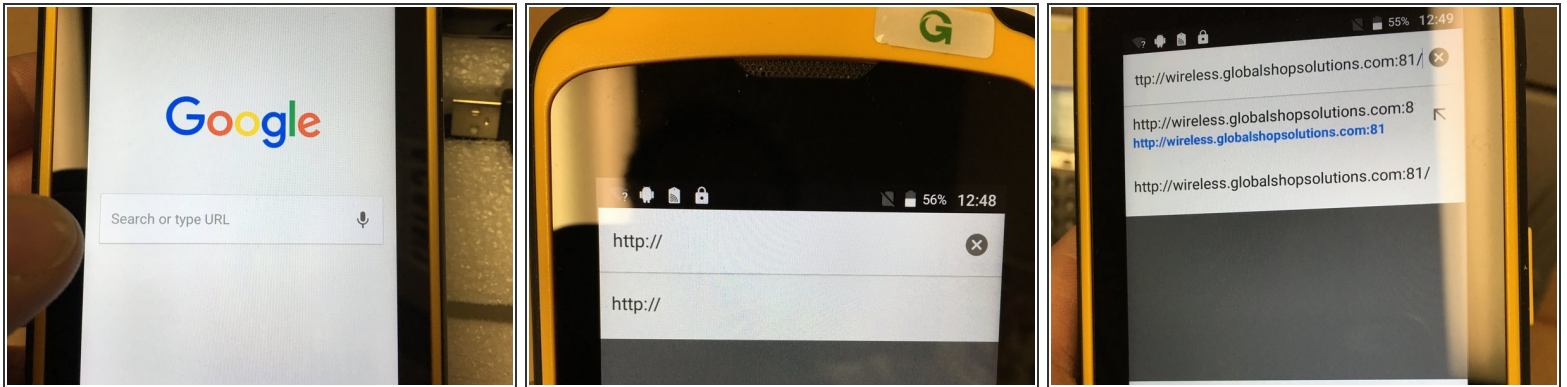 Google
Search or type URL
G
? 56% 12:48
http://
http://
? 55% 12:49
ttp://wireless.globalshopsolutions.com:81/
http://wireless.globalshopsolutions.com:8
http://wireless.globalshopsolutions.com:81
http://wireless.globalshopsolutions.com:81/